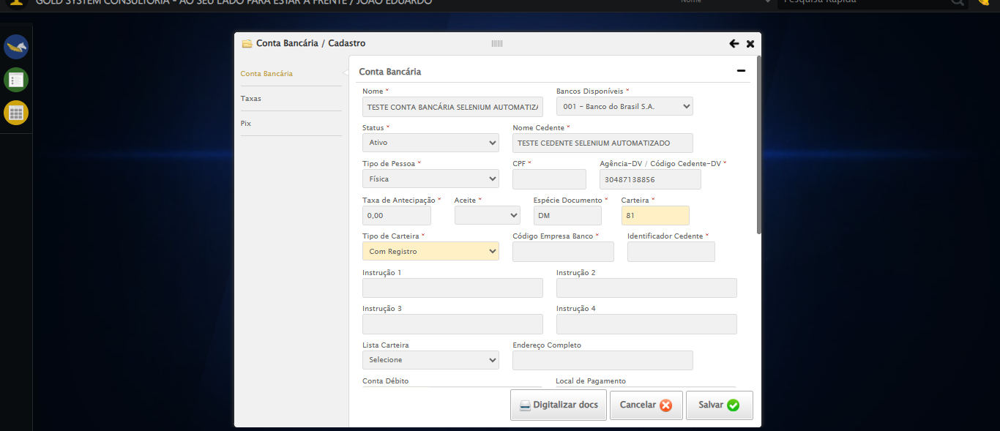 GOLD SYSTEM CONSULTORIA - AO SEU LADO PARA ESTAR À FRENTE / JOÃO EDUARDO
Nome
Pesquisa Rápida
Conta Bancária / Cadastro
Conta Bancária
Taxas
Pix
Conta Bancária
Nome * Bancos Disponíveis *
TESTE CONTA BANCÁRIA SELENIUM AUTOMATIZA 001 - Banco do Brasil S.A.
Status * Nome Cedente *
Ativo TESTE CEDENTE SELENIUM AUTOMATIZADO
Tipo de Pessoa * CPF * Agência-DV / Código Cedente-DV *
Física 30487138856
Taxa de Antecipação * Aceite * Espécie Documento * Carteira *
0,00 DM 81
Tipo de Carteira * Código Empresa Banco * Identificador Cedente *
Com Registro
Instrução 1 Instrução 2
Instrução 3 Instrução 4
Lista Carteira Endereço Completo
Selecione
Conta Débito Local de Pagamento
Digitalizar docs Cancelar Salvar